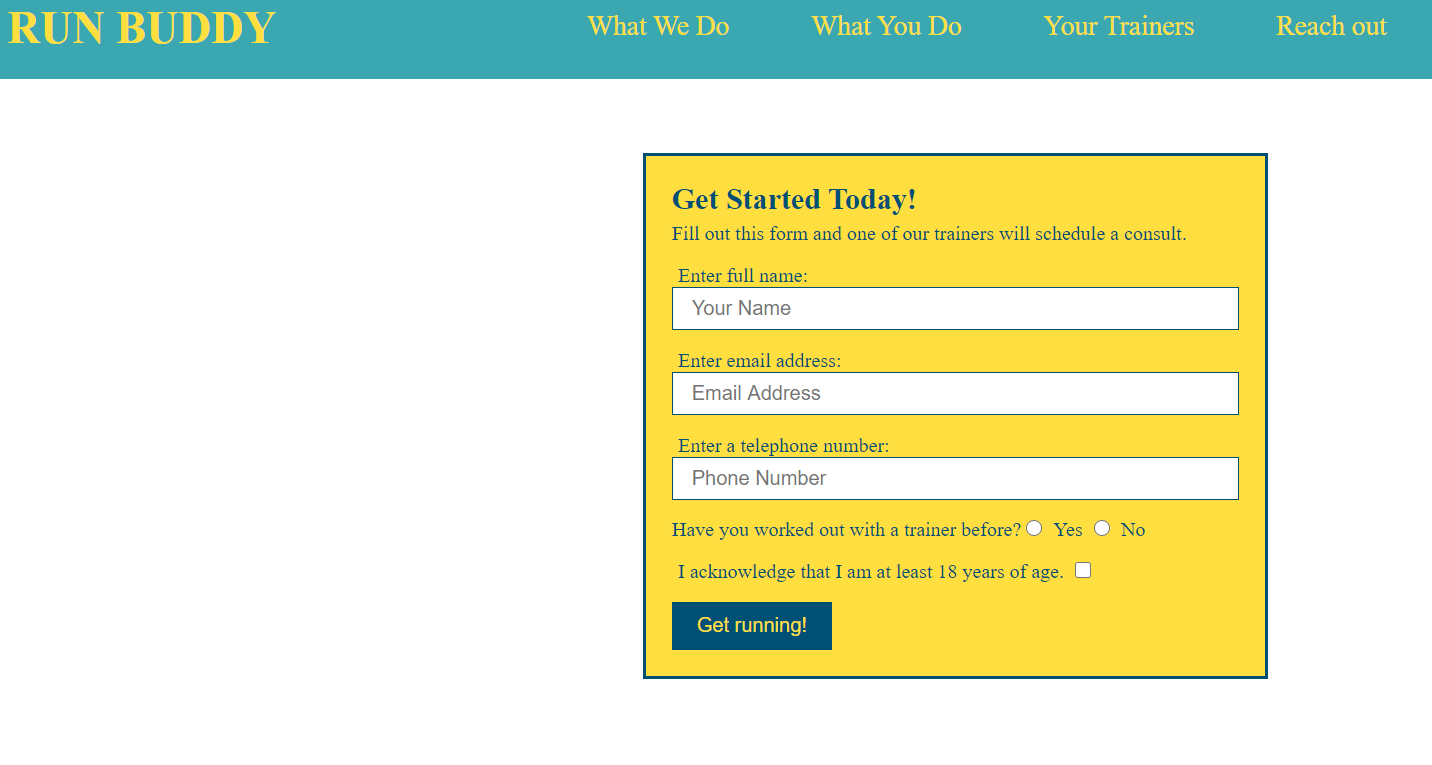 RUN BUDDY What We Do What You Do Your Trainers Reach out
Get Started Today!
Fill out this form and one of our trainers will schedule a consult.
Enter full name:
Your Name
Enter email address:
Email Address
Enter a telephone number:
Phone Number
Have you worked out with a trainer before? Yes No
I acknowledge that I am at least 18 years of age.
Get running!